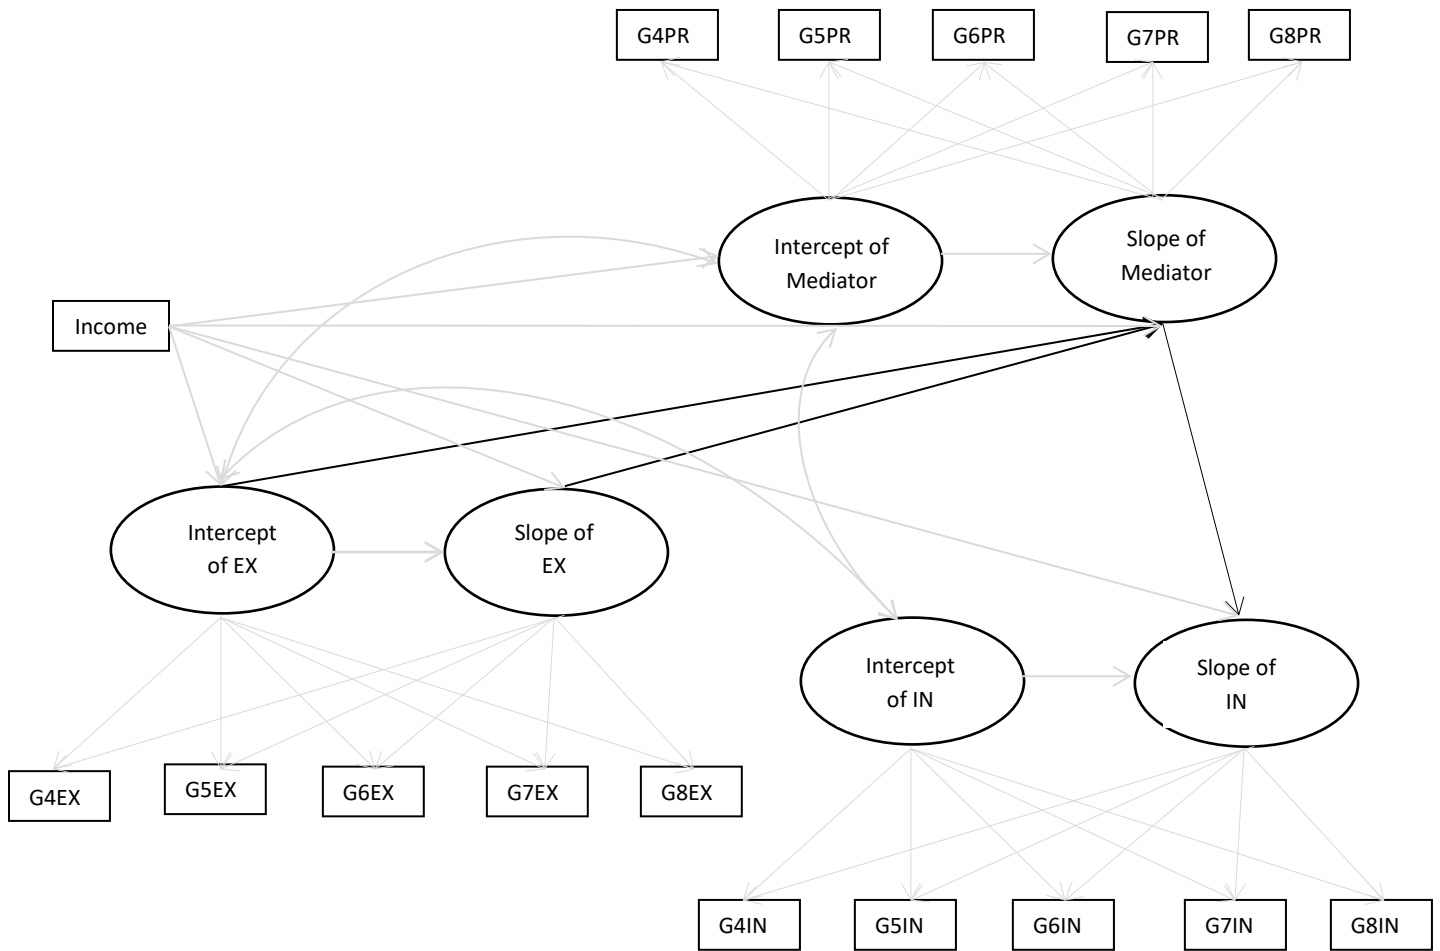 G4PR
G5PR
G6PR
G7PR
G8PR
Intercept of
Mediator
Slope of
Mediator
Income
Intercept
of EX
Slope of
EX
Intercept
of IN
Slope of
IN
G4EX
G5EX
G6EX
G7EX
G8EX
G4IN
G5IN
G6IN
G7IN
G8IN